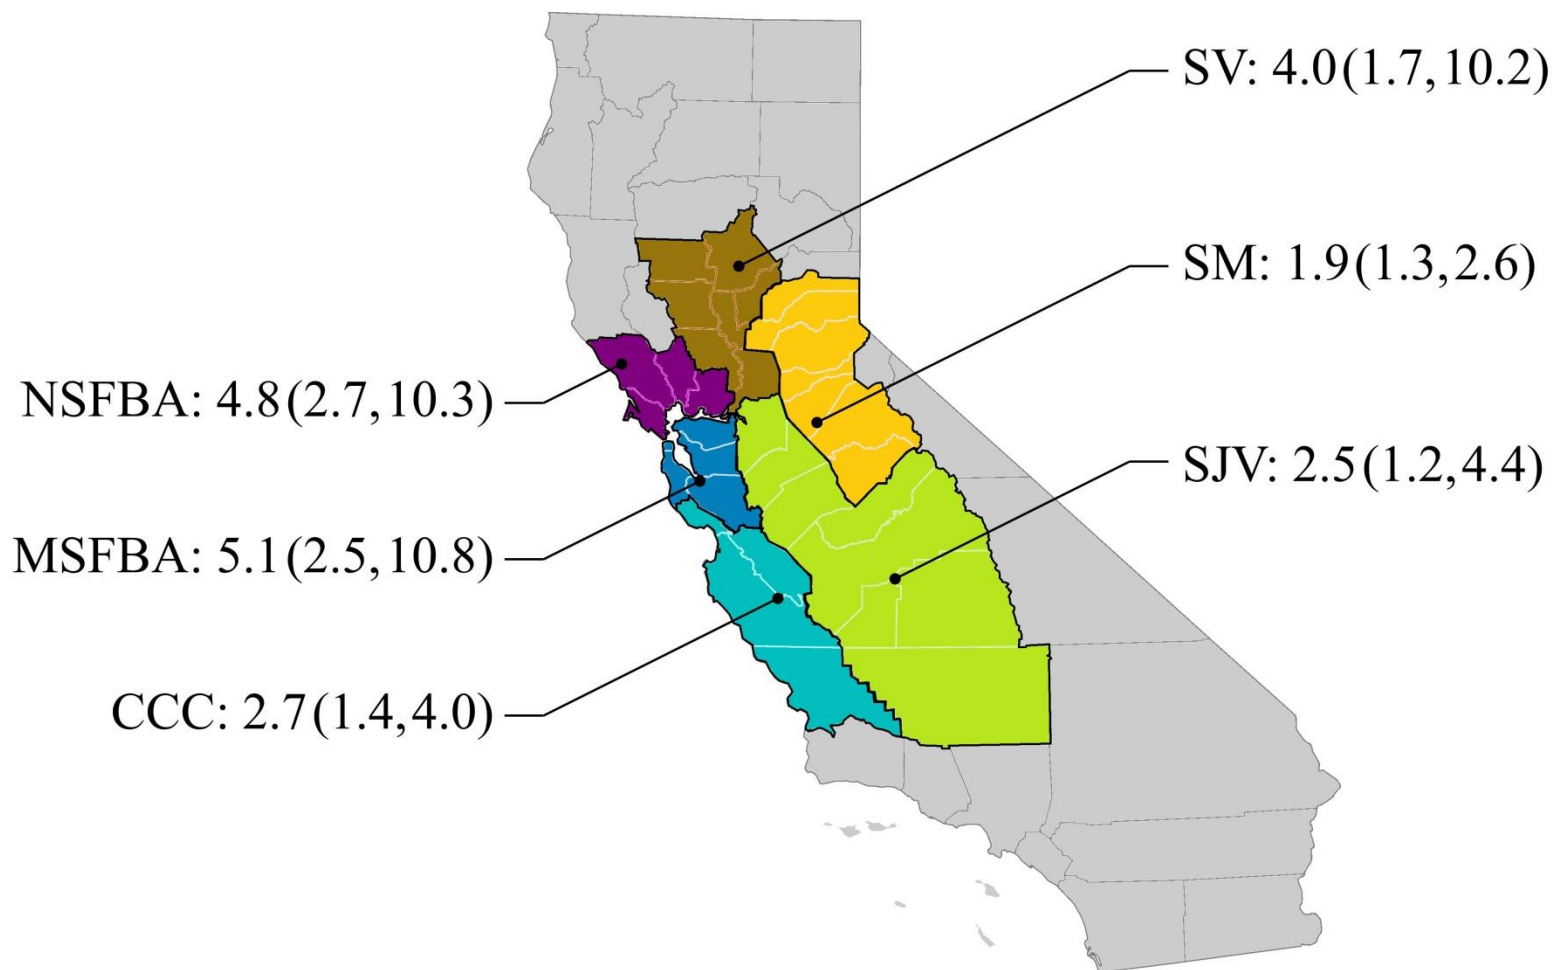 SV: 4.0(1.7, 10.2)
SM: 1.9(1.3, 2.6)
NSFBA: 4.8(2.7, 10.3)
SJV: 2.5(1.2, 4.4)
MSFBA: 5.1(2.5, 10.8)
CCC: 2.7(1.4, 4.0)